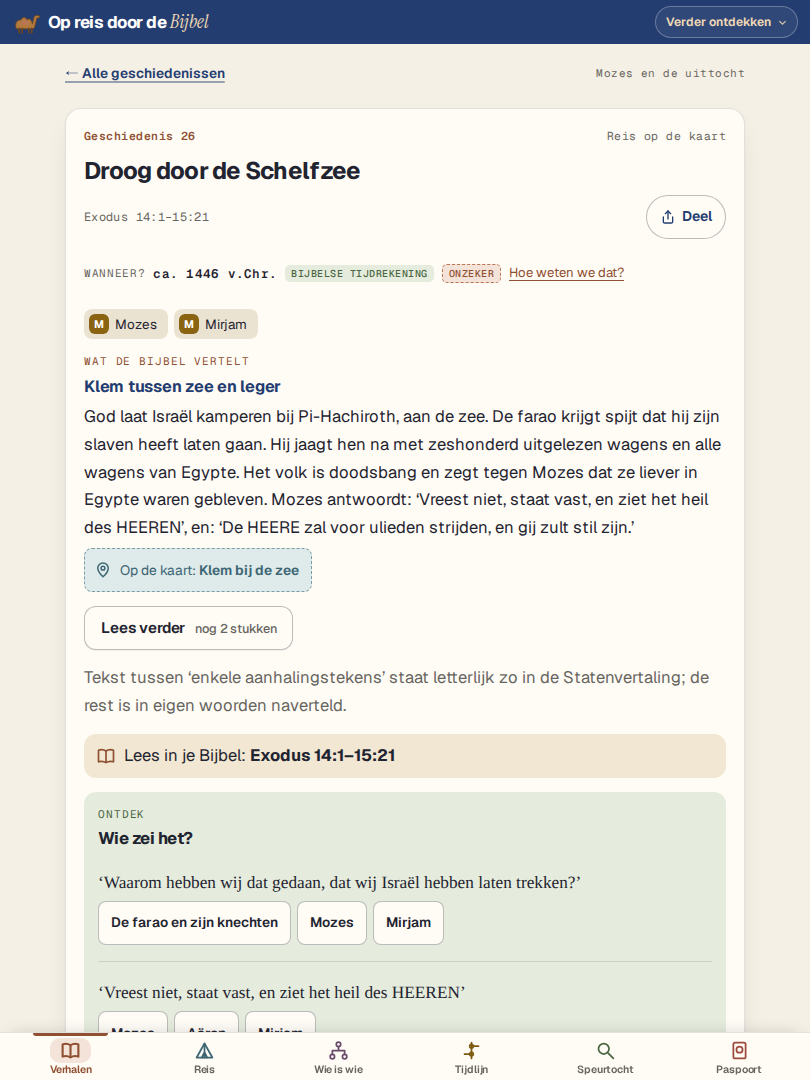 Op reis door de Bijbel
Verder ontdekken
← Alle geschiedenissen
Mozes en de uittocht
Geschiedenis 26
Reis op de kaart
Droog door de Schelfzee
Exodus 14:1–15:21
Deel
WANNEER? ca. 1446 v.Chr. BIJBELSE TIJDREKENING ONZEKER Hoe weten we dat?
M Mozes M Mirjam
WAT DE BIJBEL VERTELT
Klem tussen zee en leger
God laat Israël kamperen bij Pi-Hachiroth, aan de zee. De farao krijgt spijt dat hij zijn
slaven heeft laten gaan. Hij jaagt hen na met zeshonderd uitgelezen wagens en alle
wagens van Egypte. Het volk is doodsbang en zegt tegen Mozes dat ze liever in
Egypte waren gebleven. Mozes antwoordt: ‘Vreest niet, staat vast, en ziet het heil
des HEEREN’, en: ‘De HEERE zal voor ulieden strijden, en gij zult stil zijn.’
Op de kaart: Klem bij de zee
Lees verder nog 2 stukken
Tekst tussen ‘enkele aanhalingstekens’ staat letterlijk zo in de Statenvertaling; de
rest is in eigen woorden naverteld.
Lees in je Bijbel: Exodus 14:1–15:21
ONTDEK
Wie zei het?
‘Waarom hebben wij dat gedaan, dat wij Israël hebben laten trekken?’
De farao en zijn knechten Mozes Mirjam
‘Vreest niet, staat vast, en ziet het heil des HEEREN’
Mozes Aäron Mirjam
Verhalen Reis Wie is wie Tijdlijn Speurtocht Paspoort